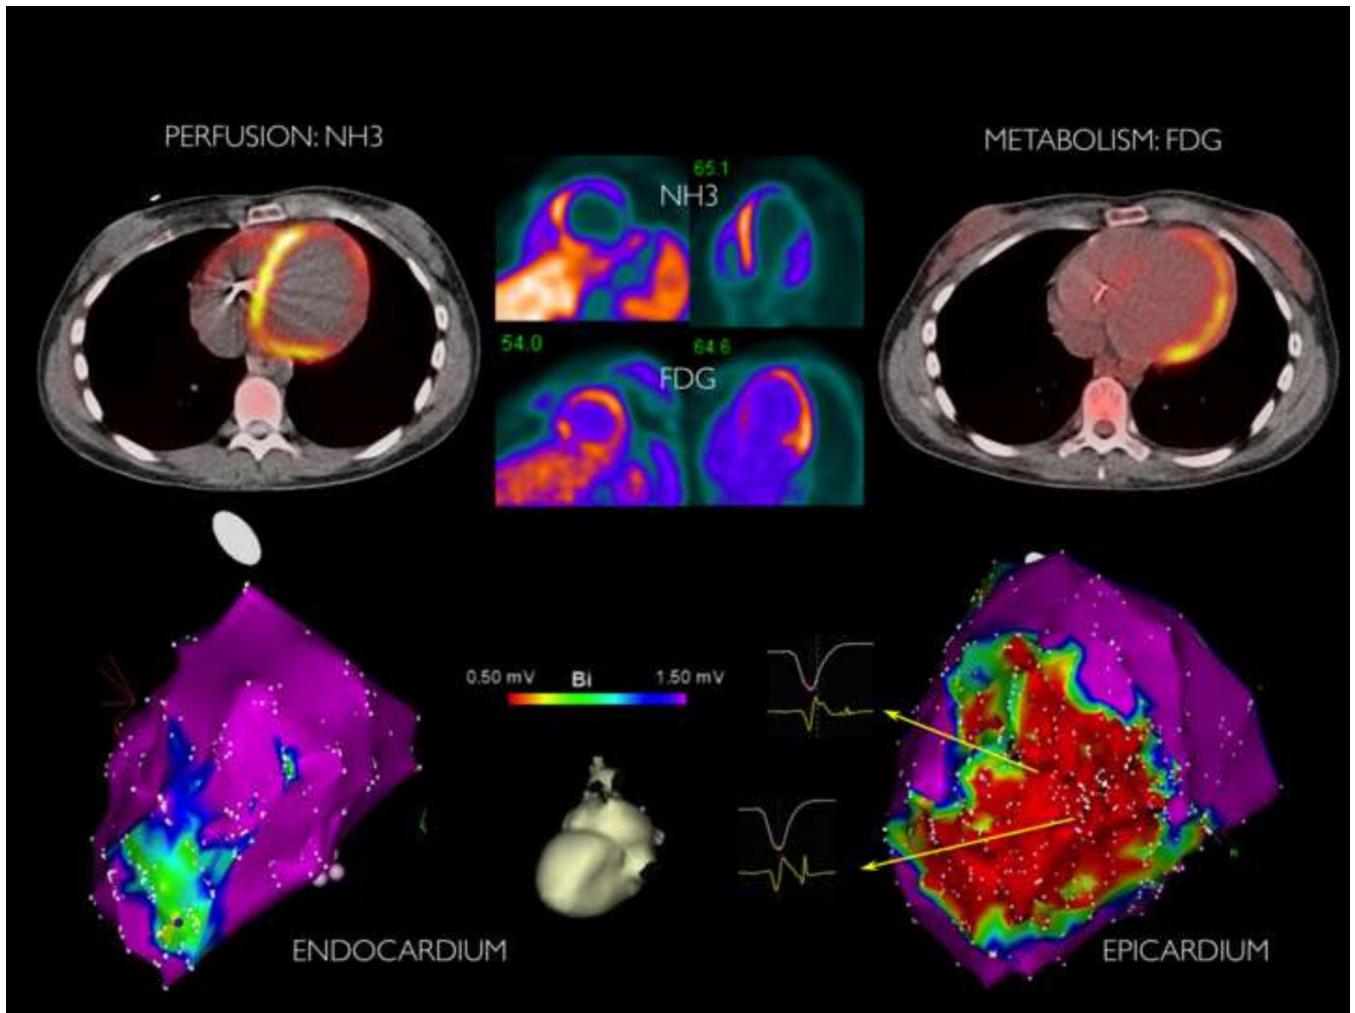 PERFUSION: NH3
METABOLISM: FDG
65.1
NH3
54.0
64.6
FDG
0.50 mV Bi 1.50 mV
ENDOCARDIUM
EPICARDIUM